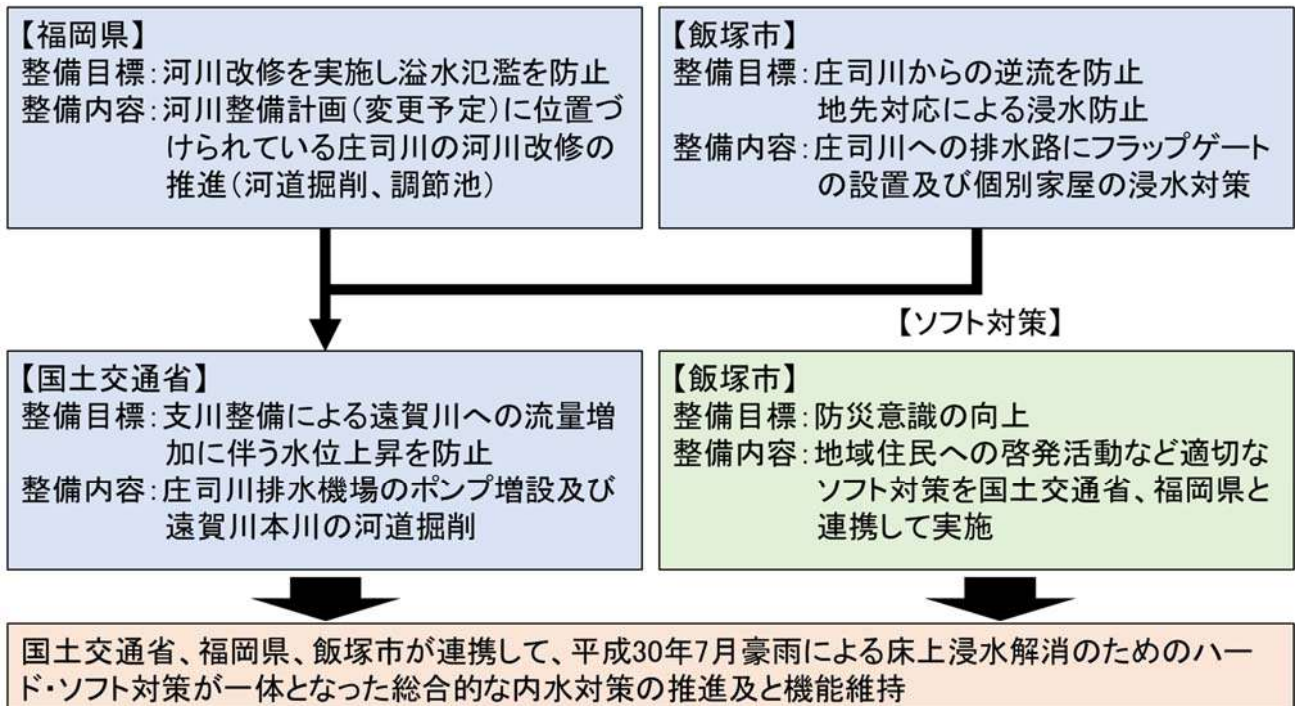 【福岡県】
整備目標：河川改修を実施し溢水氾濫を防止
整備内容：河川整備計画（変更予定）に位置づ
けられている庄司川の河川改修の
推進（河道掘削、調節池）
【飯塚市】
整備目標：庄司川からの逆流を防止
地先対応による浸水防止
整備内容：庄司川への排水路にフラップゲート
の設置及び個別家屋の浸水対策
【ソフト対策】
【国土交通省】
整備目標：支川整備による遠賀川への流量増
加に伴う水位上昇を防止
整備内容：庄司川排水機場のポンプ増設及び
遠賀川本川の河道掘削
【飯塚市】
整備目標：防災意識の向上
整備内容：地域住民への啓発活動など適切な
ソフト対策を国土交通省、福岡県と
連携して実施
国土交通省、福岡県、飯塚市が連携して、平成30年7月豪雨による床上浸水解消のためのハー
ド・ソフト対策が一体となった総合的な内水対策の推進及と機能維持